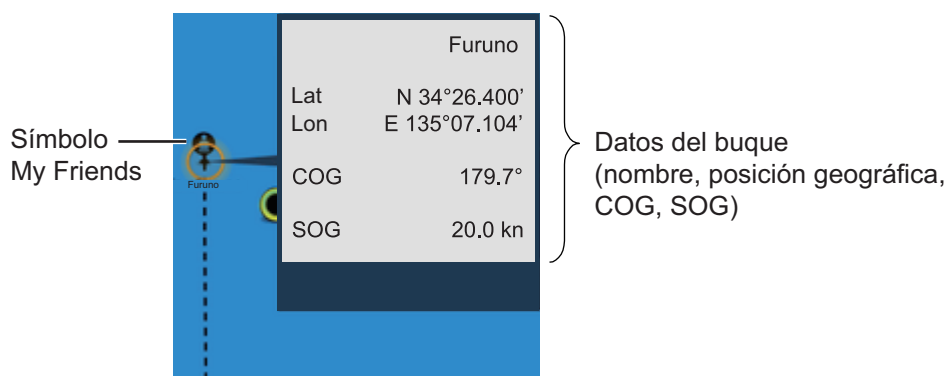 Símbolo
My Friends
Furuno
Furuno
Lat N 34°26.400’
Lon E 135°07.104’
COG 179.7°
SOG 20.0 kn
Datos del buque
(nombre, posición geográfica,
COG, SOG)